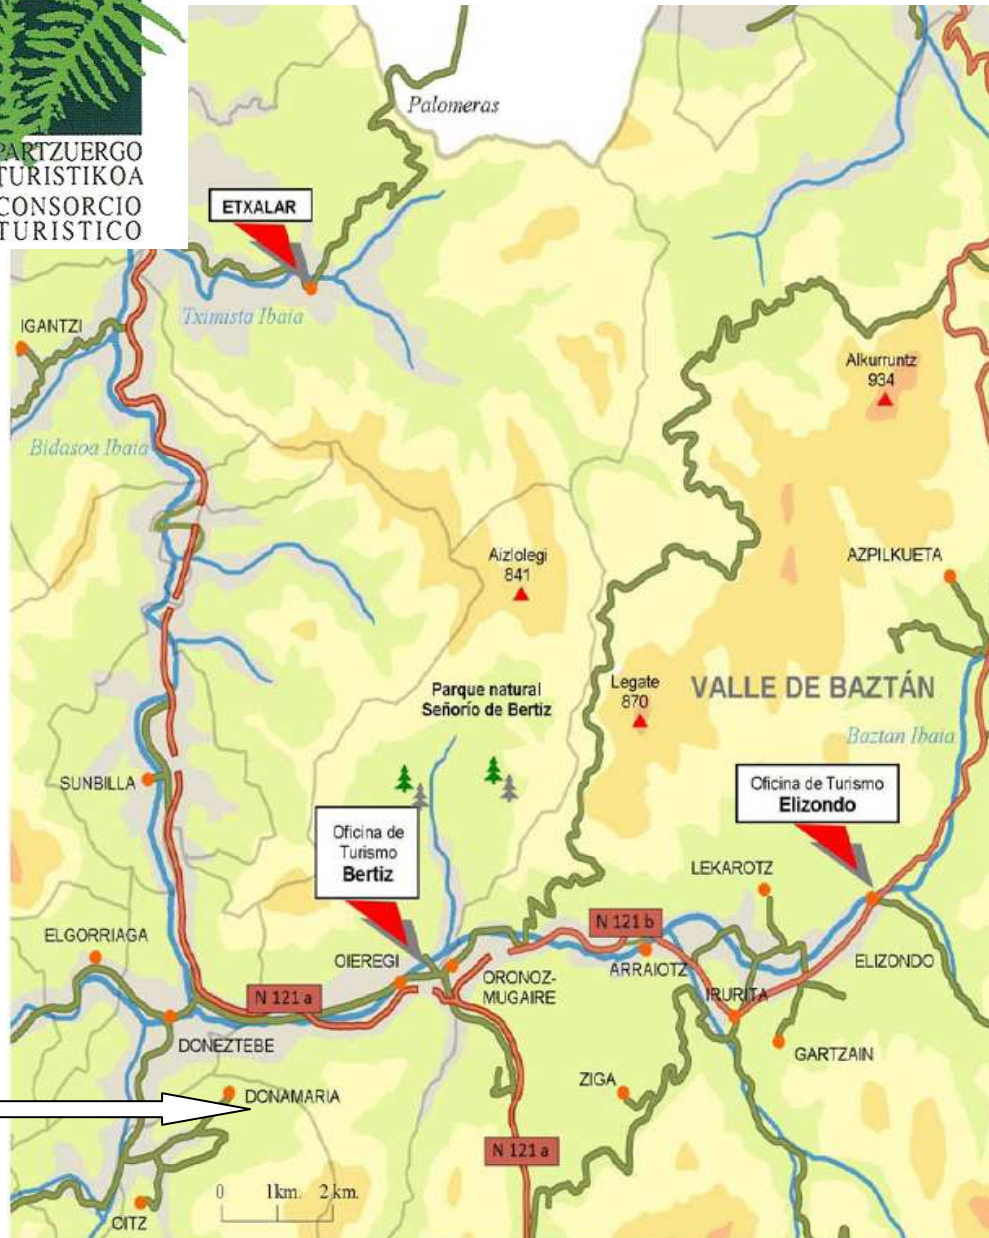 PARTZUERGO
TURISTIKOA
CONSORCIO
TURISTICO
Palomeras
ETXALAR
Tximista Ibaia
IGANTZI
Alkurruntz
934
Bidasoa Ibaia
Aizlolegi
841
AZPILKUETA
Parque natural
Señorío de Bertiz
Legate
870
VALLE DE BAZTÁN
Baztan Ibaia
SUNBILLA
Oficina de Turismo
Elizondo
Oficina de
Turismo
Bertiz
LEKAROTZ
N 121 b
ELGORRIAGA
OIEREGI
ORONOZ-
MUGAIRE
ARRAIOTZ
ELIZONDO
N 121 a
IRURITA
DONEZTEBE
GARTZAIN
ZIGA
DONAMARIA
N 121 a
0 1km. 2 km.
OITZ